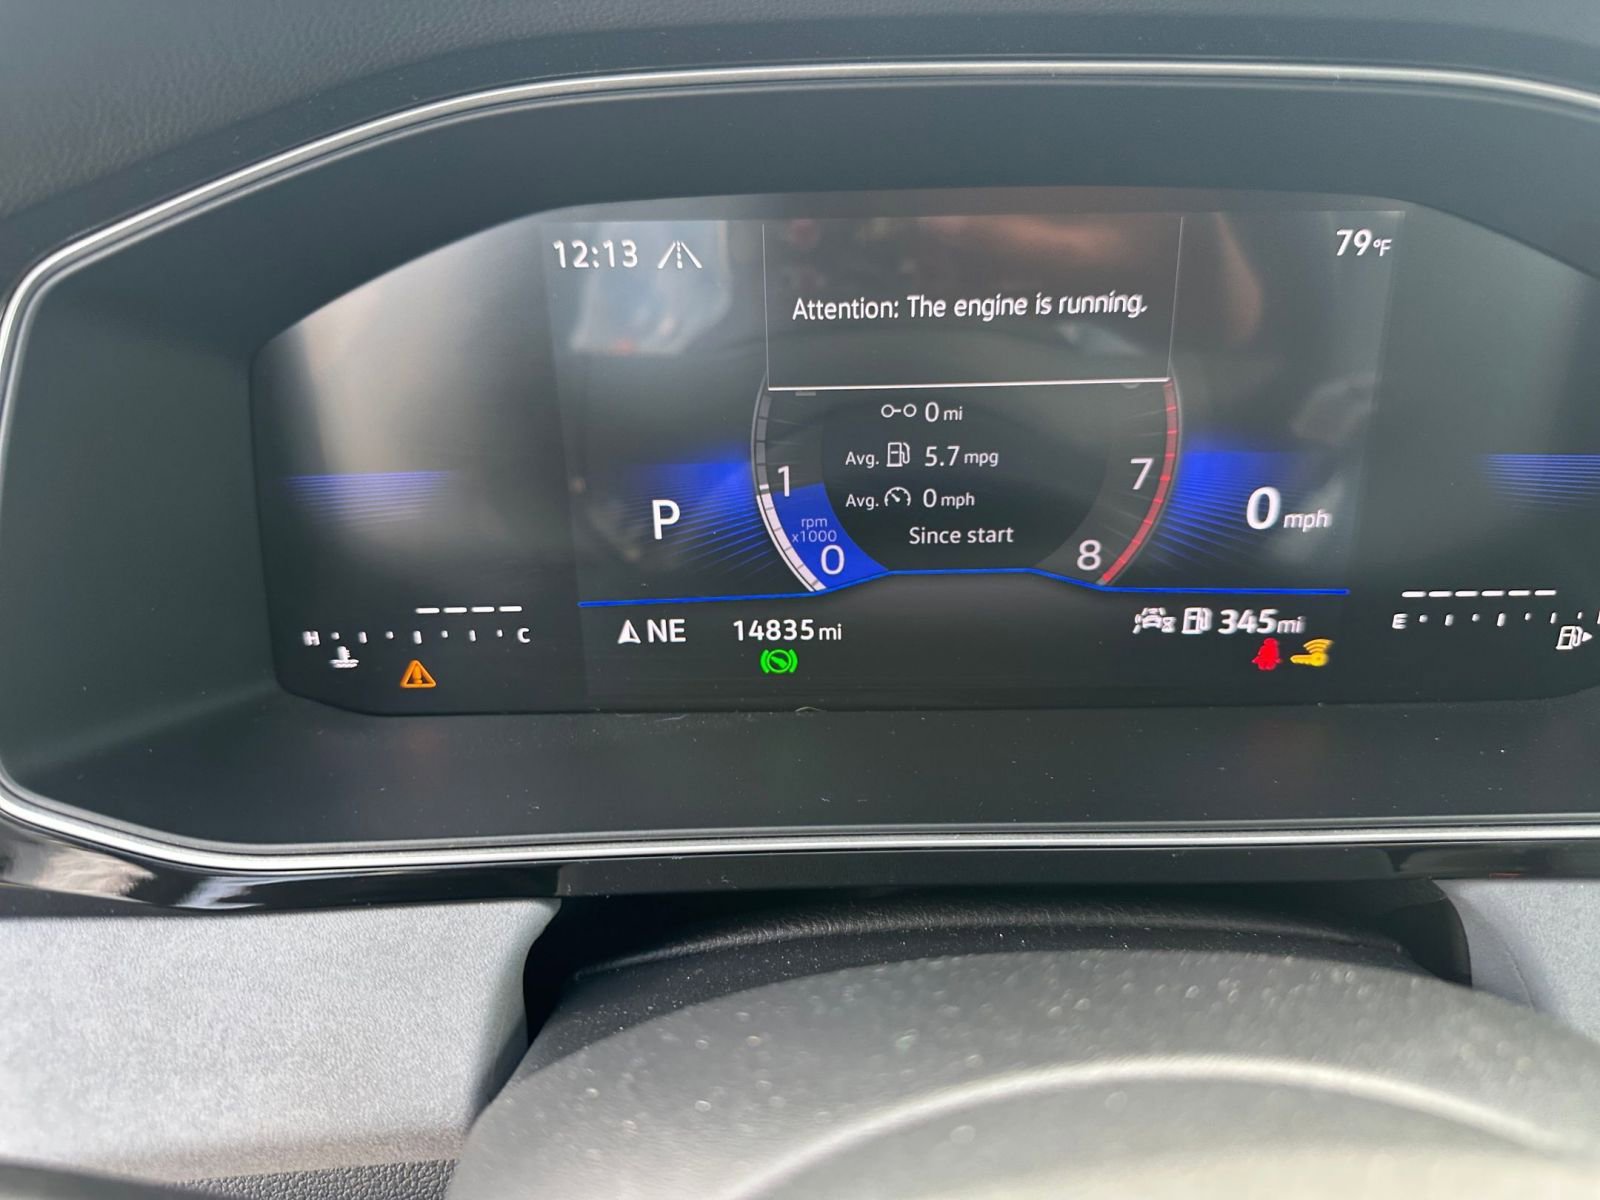 12:13
79°F
Attention: The engine is running.
0 mi
Avg. 5.7 mpg
Avg. 0 mph
Since start
1
rpm
x1000
0
7
8
P
0 mph
H C
NE
14835 mi
345 mi
E